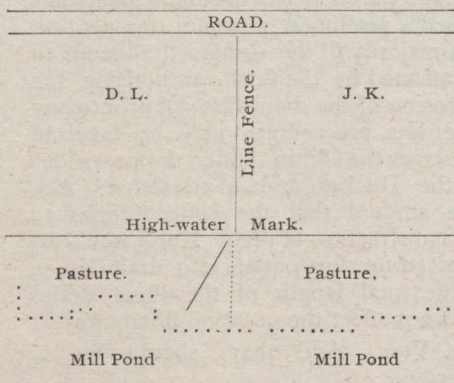 ROAD.
D. L.
Line Fence.
J. K.
High-water Mark.
Pasture.
Pasture.
Mill Pond
Mill Pond